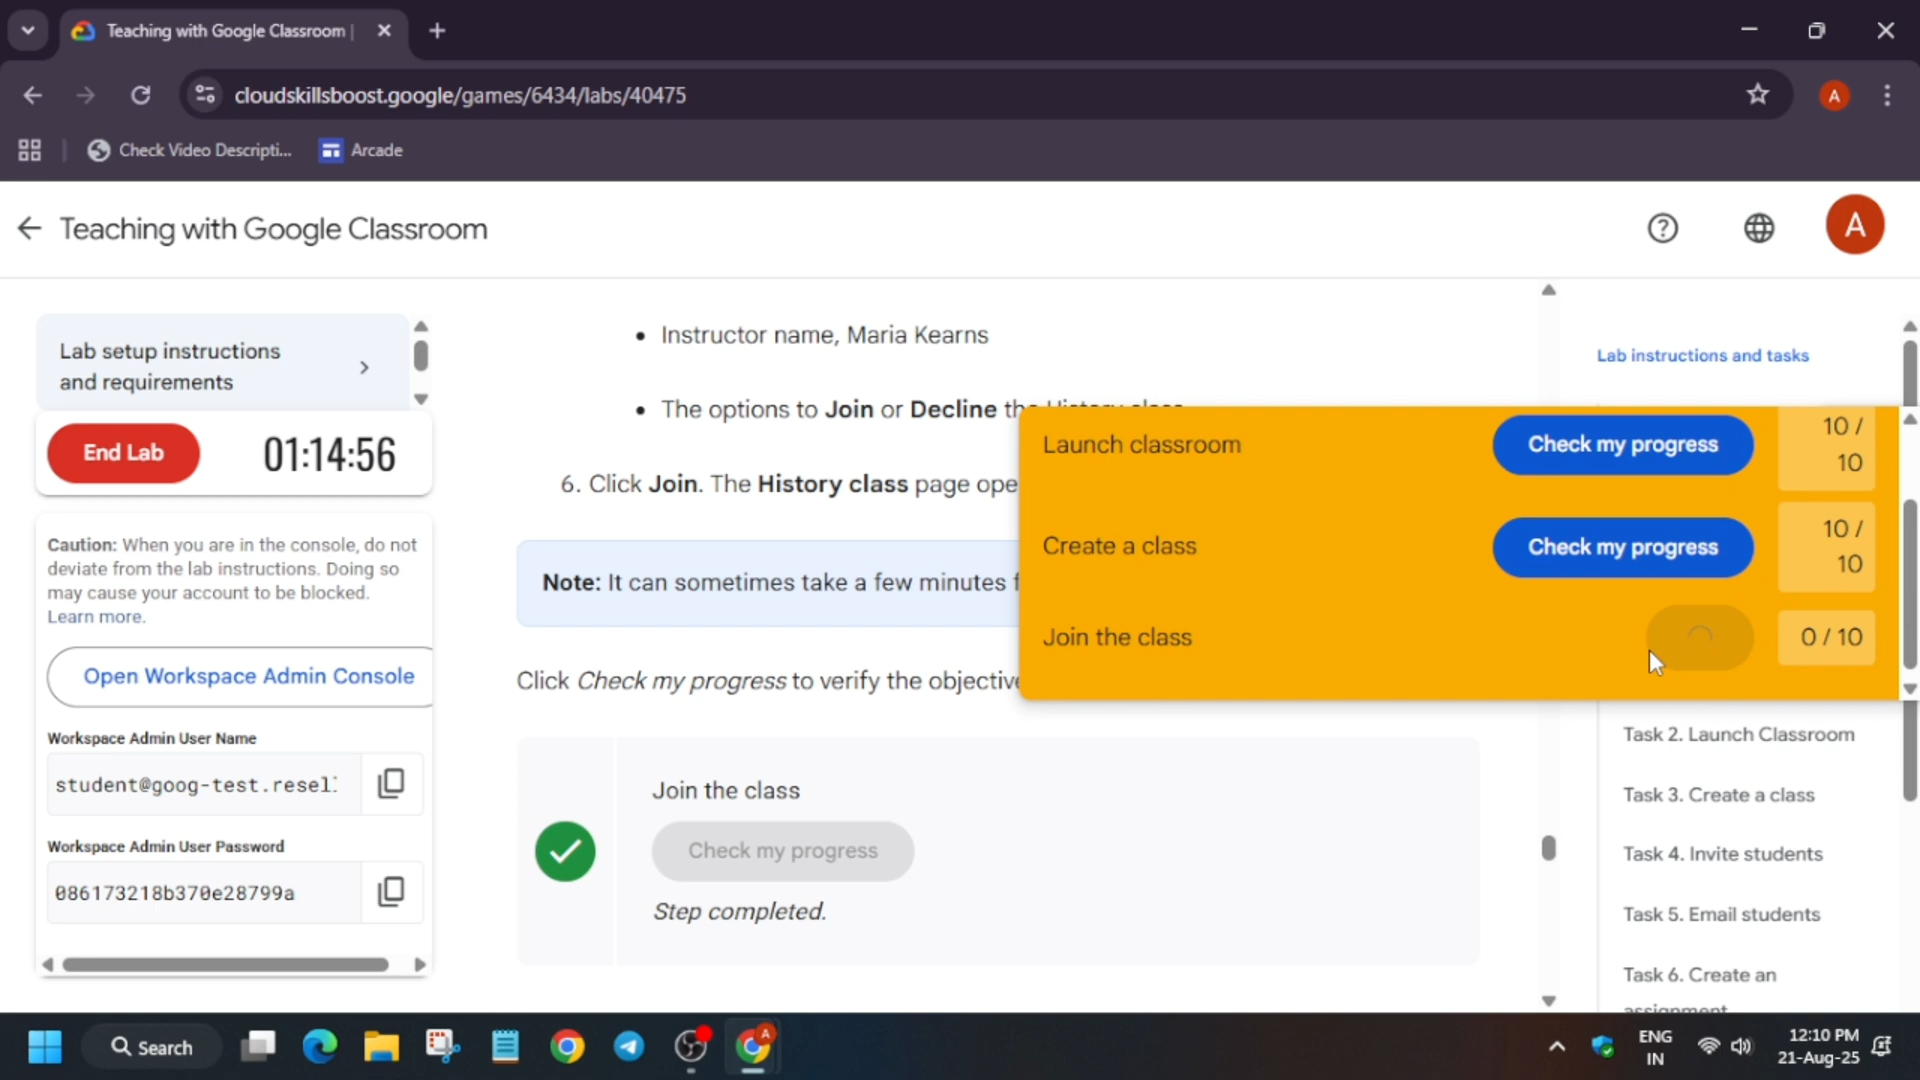 Teaching with Google Classroom |
cloudskillsboost.google/games/6434/labs/40475
A
Check Video Descripti...
Arcade
Teaching with Google Classroom
A
Lab setup instructions
and requirements
End Lab
01:14:56
Caution: When you are in the console, do not
deviate from the lab instructions. Doing so
may cause your account to be blocked.
Learn more.
Open Workspace Admin Console
Workspace Admin User Name
student@goog-test.resell
Workspace Admin User Password
086173218b370e28799a
• Instructor name, Maria Kearns
• The options to Join or Decline the History class
6. Click Join. The History class page ope
Note: It can sometimes take a few minutes f
Click Check my progress to verify the objective
Join the class
Check my progress
Step completed.
Launch classroom
Check my progress
10 /
10
Create a class
Check my progress
10 /
10
Join the class
0 / 10
Lab instructions and tasks
Task 2. Launch Classroom
Task 3. Create a class
Task 4. Invite students
Task 5. Email students
Task 6. Create an
assignment
Search
A
ENG
IN
12:10 PM
21-Aug-25